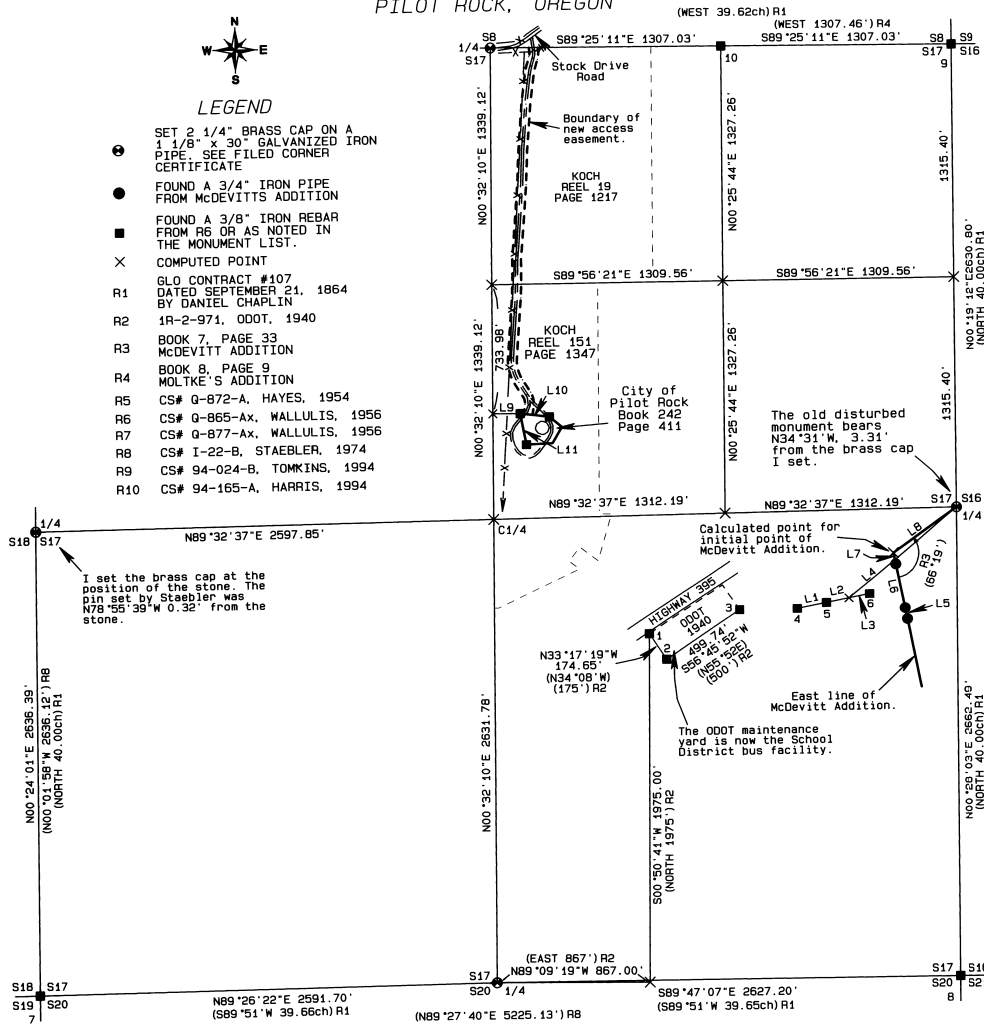 PILOT ROCK, OREGON
(WEST 39.62ch) R1
(WEST 1307.46') R4
N
W E
S
S8
1/4
S17
S89°25'11"E 1307.03'
S89°25'11"E 1307.03'
S8 S9
S17 S16
9
10
Stock Drive
Road
LEGEND
SET 2 1/4" BRASS CAP ON A
1 1/8" x 30" GALVANIZED IRON
PIPE. SEE FILED CORNER
CERTIFICATE
FOUND A 3/4" IRON PIPE
FROM McDEVITTS ADDITION
FOUND A 3/8" IRON REBAR
FROM R6 OR AS NOTED IN
THE MONUMENT LIST.
COMPUTED POINT
R1 GLO CONTRACT #107
DATED SEPTEMBER 21, 1864
BY DANIEL CHAPLIN
R2 1R-2-971, ODOT, 1940
R3 BOOK 7, PAGE 33
McDEVITT ADDITION
R4 BOOK 8, PAGE 9
MOLTKE'S ADDITION
R5 CS# Q-872-A, HAYES, 1954
R6 CS# Q-865-Ax, WALLULIS, 1956
R7 CS# Q-877-Ax, WALLULIS, 1956
R8 CS# I-22-B, STAEBLER, 1974
R9 CS# 94-024-B, TOMKINS, 1994
R10 CS# 94-165-A, HARRIS, 1994
N00°32'10"E 1339.12'
Boundary of
new access
easement.
KOCH
REEL 19
PAGE 1217
N00°25'44"E 1327.26'
1315.40'
N00°19'12"E 2630.80'
(NORTH 40.00ch) R1
S89°56'21"E 1309.56'
S89°56'21"E 1309.56'
N00°32'10"E 1339.12'
733.98'
KOCH
REEL 151
PAGE 1347
N00°25'44"E 1327.26'
1315.40'
L9
L10
L11
City of
Pilot Rock
Book 242
Page 411
The old disturbed
monument bears
N34°31'W, 3.31'
from the brass cap
I set.
N89°32'37"E 1312.19'
N89°32'37"E 1312.19'
S17 S16
1/4
1/4
S18 S17
N89°32'37"E 2597.85'
C1/4
I set the brass cap at the
position of the stone. The
pin set by Staebler was
N78°55'39"W 0.32' from the
stone.
Calculated point for
initial point of
McDevitt Addition.
L7
L8
R3
(66°19')
L6
L4
L1
L2
L3
L5
4
5
6
HIGHWAY 395
ODOT
1940
1
2
3
499.74'
S56°45'52"W
(N55°52E)
(500') R2
N33°17'19"W
174.65'
(N34°08'W)
(175') R2
East line of
McDevitt Addition.
The ODOT maintenance
yard is now the School
District bus facility.
N00°24'01"E 2636.39'
(N00°01'58"W 2636.12') R8
(NORTH 40.00ch) R1
N00°32'10"E 2631.78'
S00°50'41"W 1975.00'
(NORTH 1975') R2
N00°28'03"E 2662.49'
(NORTH 40.00ch) R1
(EAST 867') R2
N89°09'19"W 867.00'
S18 S17
S19 S20
7
N89°26'22"E 2591.70'
(S89°51'W 39.66ch) R1
S17
S20 1/4
(N89°27'40"E 5225.13') R8
S89°47'07"E 2627.20'
(S89°51'W 39.65ch) R1
S17
S20
8